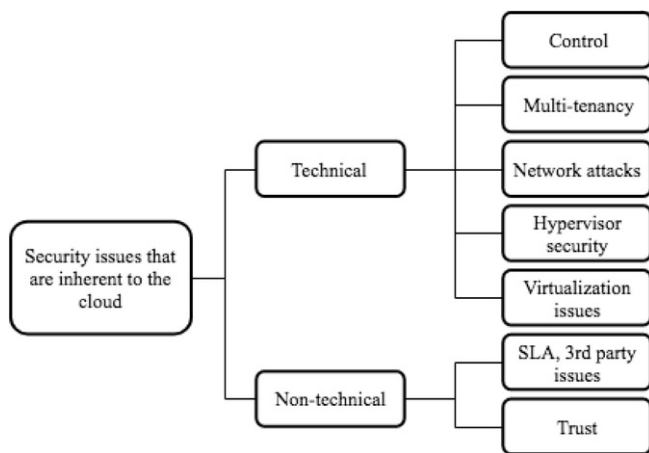 Control
Multi-tenancy
Technical
Network attacks
Hypervisor
security
Security issues that
are inherent to the
cloud
Virtualization
issues
SLA, 3rd party
issues
Non-technical
Trust